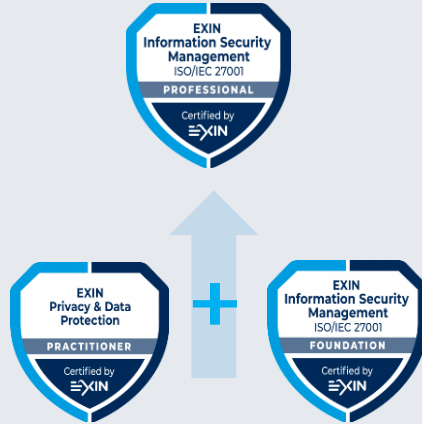 EXIN
Information Security
Management
ISO/IEC 27001
PROFESSIONAL
Certified by
EXIN
EXIN
Privacy & Data
Protection
PRACTITIONER
Certified by
EXIN
+
EXIN
Information Security
Management
ISO/IEC 27001
FOUNDATION
Certified by
EXIN